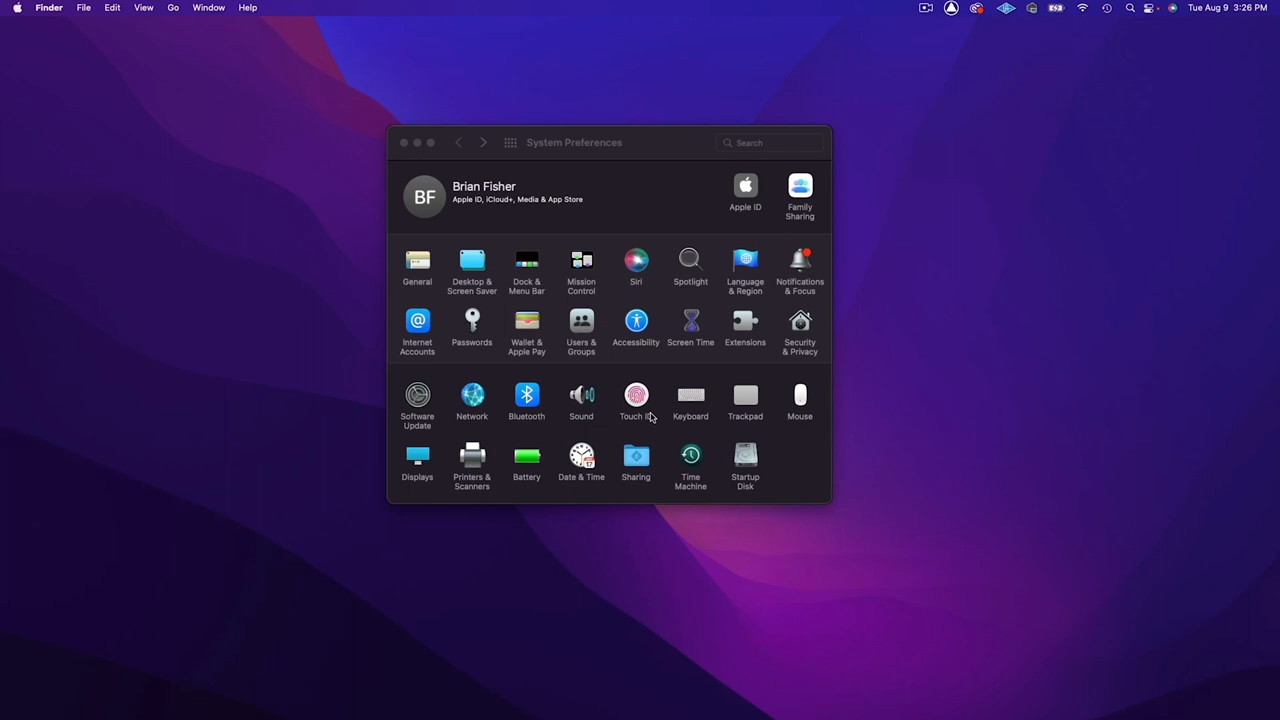 Finder File Edit View Go Window Help Tue Aug 9 3:26 PM
System Preferences Search
BF
Brian Fisher
Apple ID, iCloud+, Media & App Store
Apple ID
Family
Sharing
General
Desktop &
Screen Saver
Dock &
Menu Bar
Mission
Control
Siri
Spotlight
Language
& Region
Notifications
& Focus
Internet
Accounts
Passwords
Wallet &
Apple Pay
Users &
Groups
Accessibility
Screen Time
Extensions
Security
& Privacy
Software
Update
Network
Bluetooth
Sound
Touch ID
Keyboard
Trackpad
Mouse
Displays
Printers &
Scanners
Battery
17
Date & Time
Sharing
Time
Machine
Startup
Disk